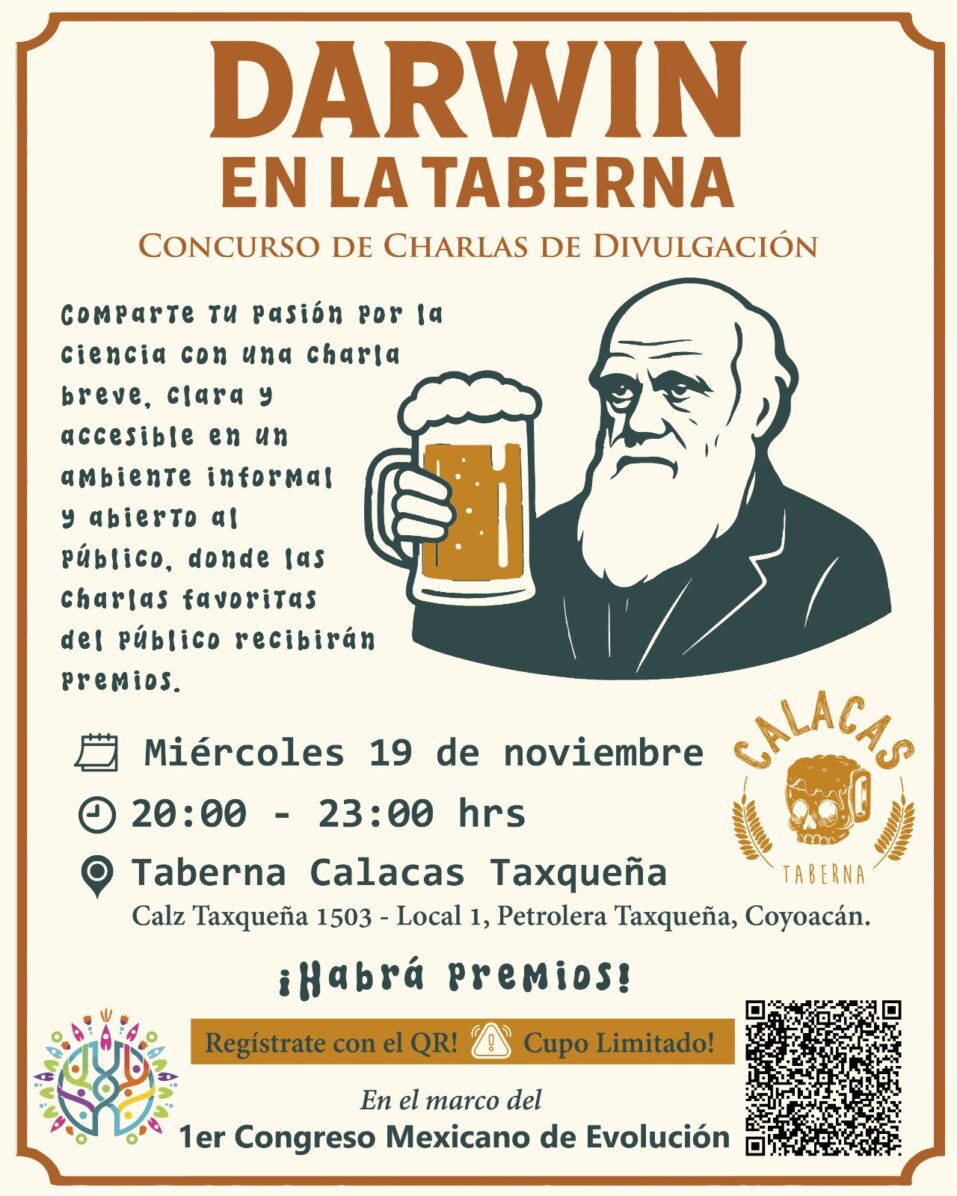 DARWIN
EN LA TABERNA
Concurso de Charlas de Divulgación
Comparte tu pasión por la
ciencia con una charla
breve, clara y
accesible en un
ambiente informal
y abierto al
público, donde las
charlas favoritas
del público recibirán
premios.
Miércoles 19 de noviembre
20:00 - 23:00 hrs
Taberna Calacas Taxqueña
Calz Taxqueña 1503 - Local 1, Petrolera Taxqueña, Coyoacán.
CALACAS
TABERNA
¡Habrá premios!
Regístrate con el QR! Cupo Limitado!
En el marco del
1er Congreso Mexicano de Evolución